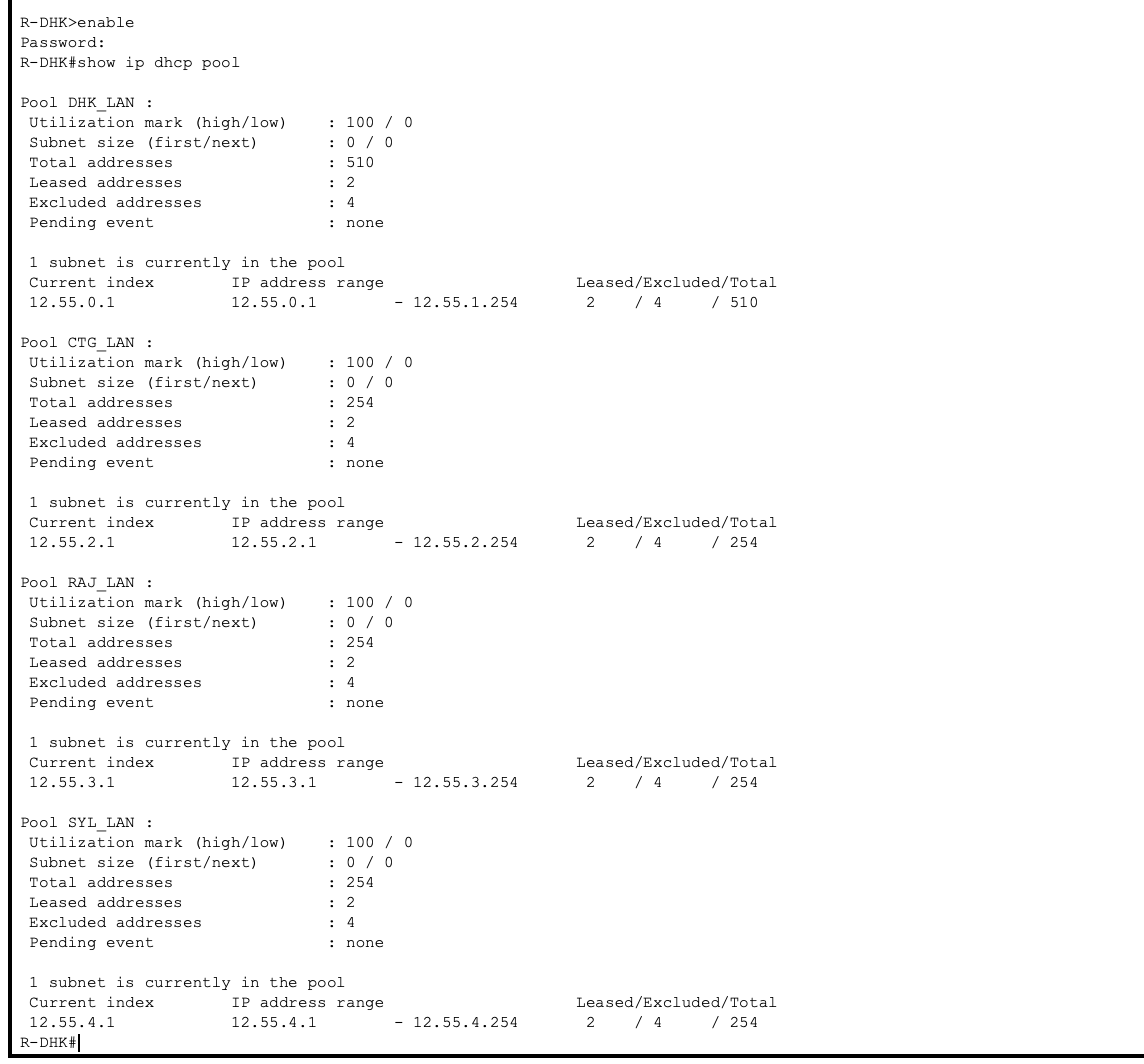 R-DHK>enable
Password:
R-DHK#show ip dhcp pool
Pool DHK_LAN :
Utilization mark (high/low) : 100 / 0
Subnet size (first/next) : 0 / 0
Total addresses : 510
Leased addresses : 2
Excluded addresses : 4
Pending event : none
1 subnet is currently in the pool
Current index IP address range Leased/Excluded/Total
12.55.0.1 12.55.0.1 - 12.55.1.254 2 / 4 / 510
Pool CTG_LAN :
Utilization mark (high/low) : 100 / 0
Subnet size (first/next) : 0 / 0
Total addresses : 254
Leased addresses : 2
Excluded addresses : 4
Pending event : none
1 subnet is currently in the pool
Current index IP address range Leased/Excluded/Total
12.55.2.1 12.55.2.1 - 12.55.2.254 2 / 4 / 254
Pool RAJ_LAN :
Utilization mark (high/low) : 100 / 0
Subnet size (first/next) : 0 / 0
Total addresses : 254
Leased addresses : 2
Excluded addresses : 4
Pending event : none
1 subnet is currently in the pool
Current index IP address range Leased/Excluded/Total
12.55.3.1 12.55.3.1 - 12.55.3.254 2 / 4 / 254
Pool SYL_LAN :
Utilization mark (high/low) : 100 / 0
Subnet size (first/next) : 0 / 0
Total addresses : 254
Leased addresses : 2
Excluded addresses : 4
Pending event : none
1 subnet is currently in the pool
Current index IP address range Leased/Excluded/Total
12.55.4.1 12.55.4.1 - 12.55.4.254 2 / 4 / 254
R-DHK#